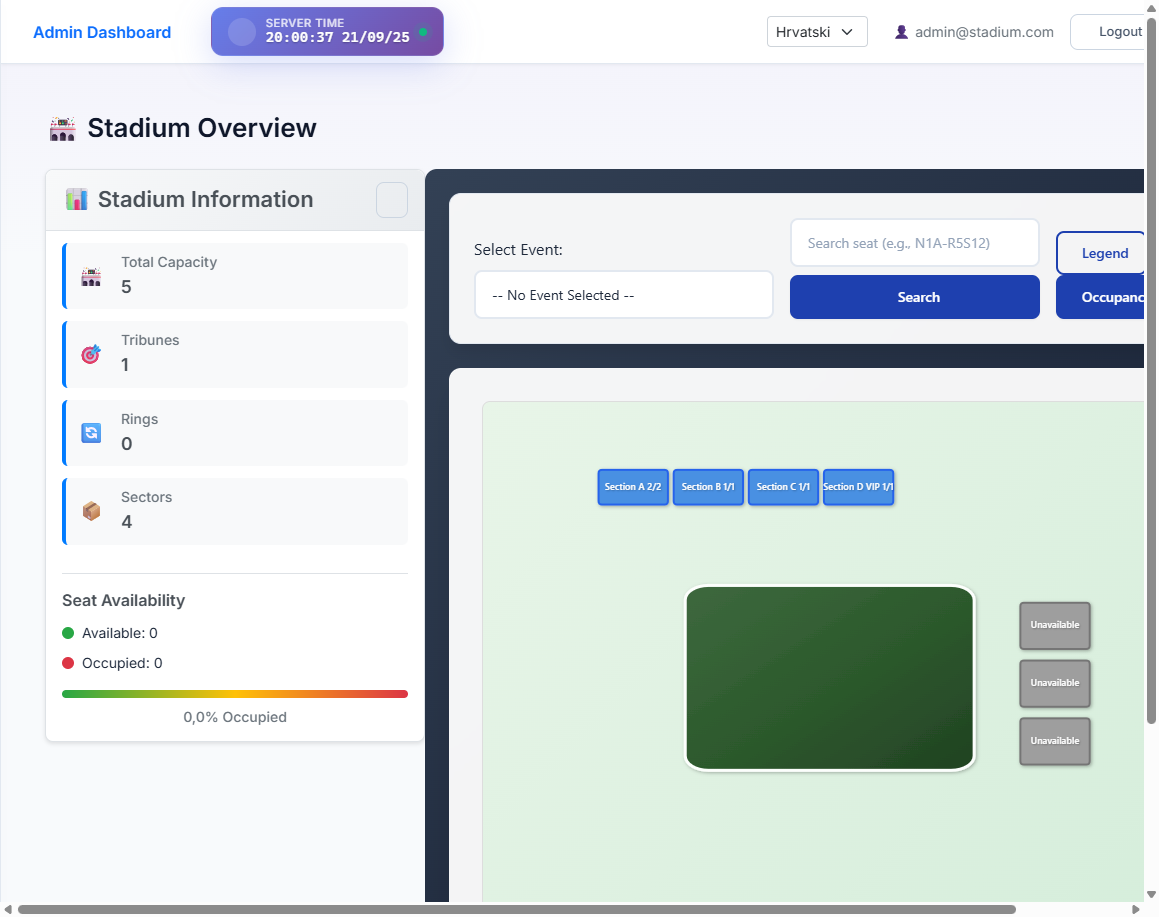 Admin Dashboard
SERVER TIME
20:00:37 21/09/25
Hrvatski
admin@stadium.com
Logout
Stadium Overview
Stadium Information
Total Capacity
5
Tribunes
1
Rings
0
Sectors
4
Seat Availability
Available: 0
Occupied: 0
0,0% Occupied
Select Event:
-- No Event Selected --
Search seat (e.g., N1A-R5S12)
Search
Legend
Occupanc
Section A 2/2
Section B 1/1
Section C 1/1
Section D VIP 1/1
Unavailable
Unavailable
Unavailable